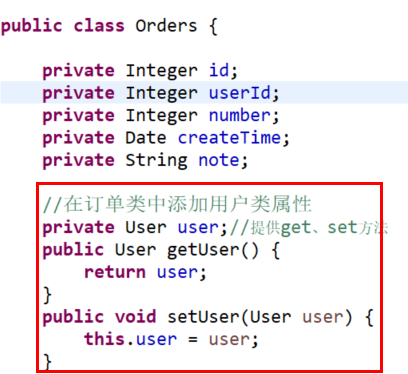 public class Orders {
private Integer id;
private Integer userId;
private Integer number;
private Date createTime;
private String note;
//在订单类中添加用户类属性
private User user;//提供get、set方法
public User getUser() {
return user;
}
public void setUser(User user) {
this.user = user;
}